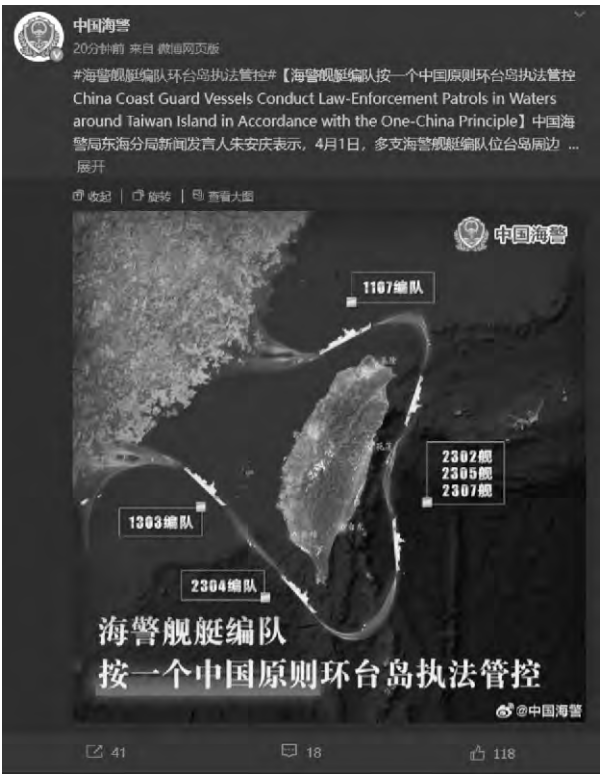 中国海警
20分钟前 来自 微博网页版
#海警舰艇编队环台岛执法管控#【海警舰艇编队按一个中国原则环台岛执法管控
China Coast Guard Vessels Conduct Law-Enforcement Patrols in Waters
around Taiwan Island in Accordance with the One-China Principle】中国海
警局东海分局新闻发言人朱安庆表示，4月1日，多支海警舰艇编队位台岛周边 ...
展开
收起 | 旋转 | 查看大图
中国海警
1167编队
2302舰
2305舰
2307舰
1303编队
2304编队
海警舰艇编队
按一个中国原则环台岛执法管控
@中国海警
41
18
118